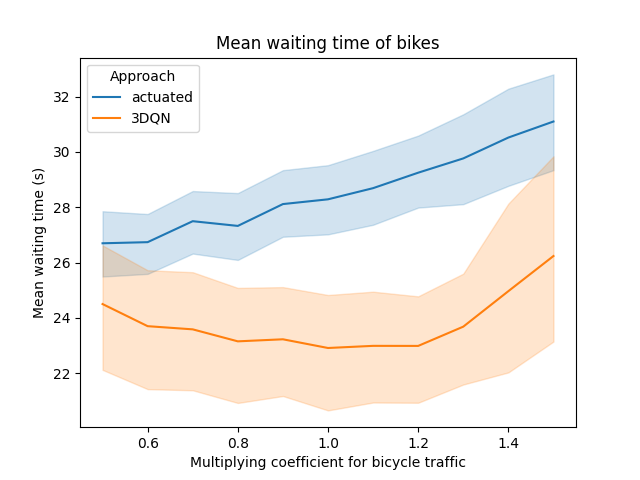 Mean waiting time of bikes
Approach
actuated
3DQN
Mean waiting time (s)
32
30
28
26
24
22
0.6 0.8 1.0 1.2 1.4
Multiplying coefficient for bicycle traffic